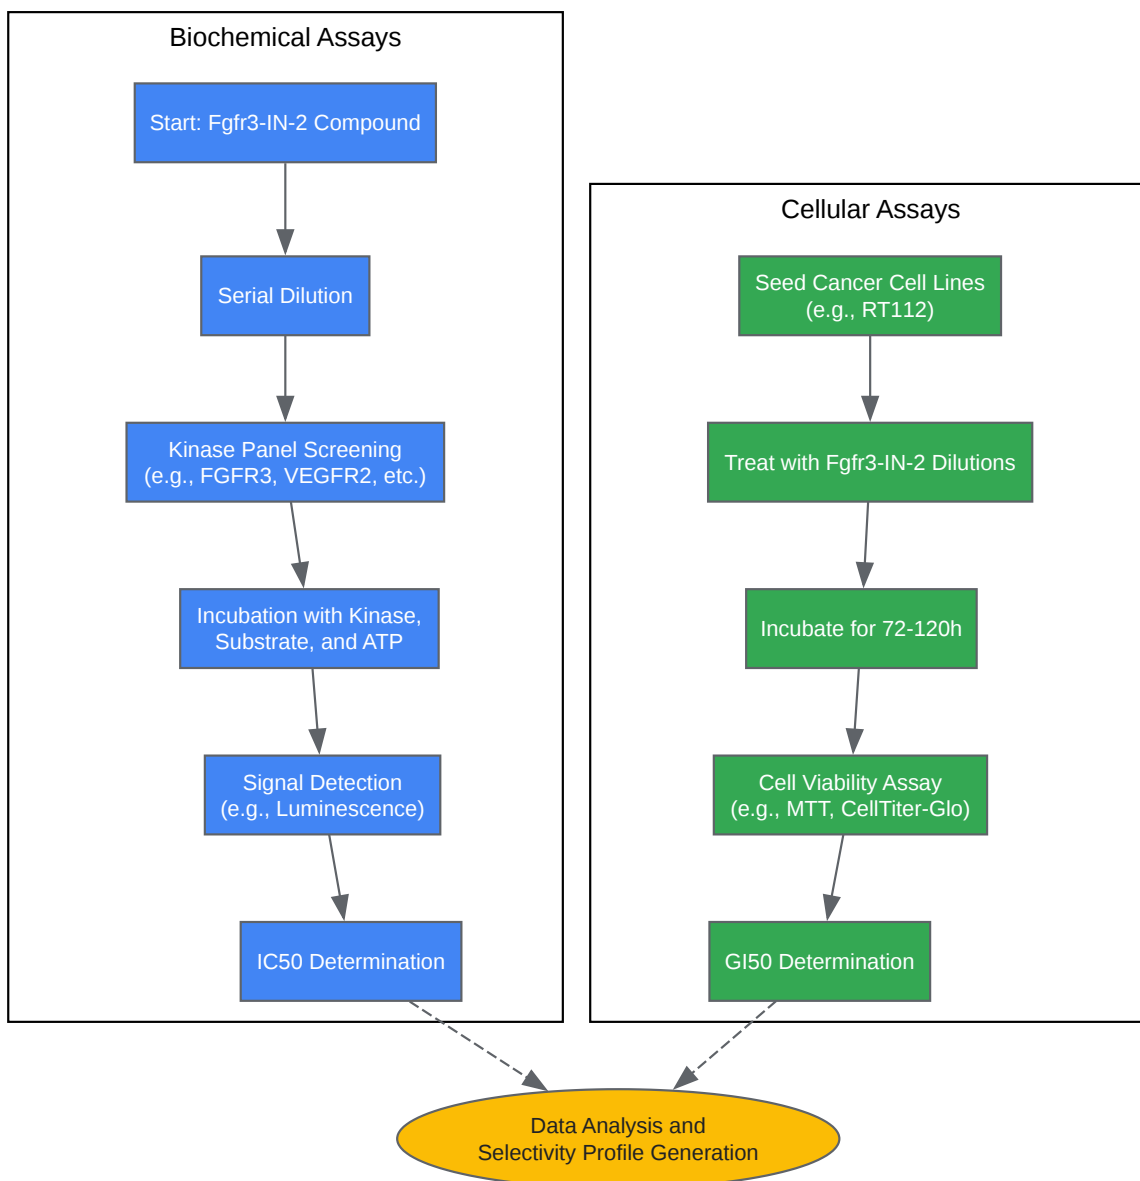 Biochemical Assays
Start: Fgfr3-IN-2 Compound
Serial Dilution
Kinase Panel Screening
(e.g., FGFR3, VEGFR2, etc.)
Incubation with Kinase,
Substrate, and ATP
Signal Detection
(e.g., Luminescence)
IC50 Determination
Cellular Assays
Seed Cancer Cell Lines
(e.g., RT112)
Treat with Fgfr3-IN-2 Dilutions
Incubate for 72-120h
Cell Viability Assay
(e.g., MTT, CellTiter-Glo)
GI50 Determination
Data Analysis and
Selectivity Profile Generation